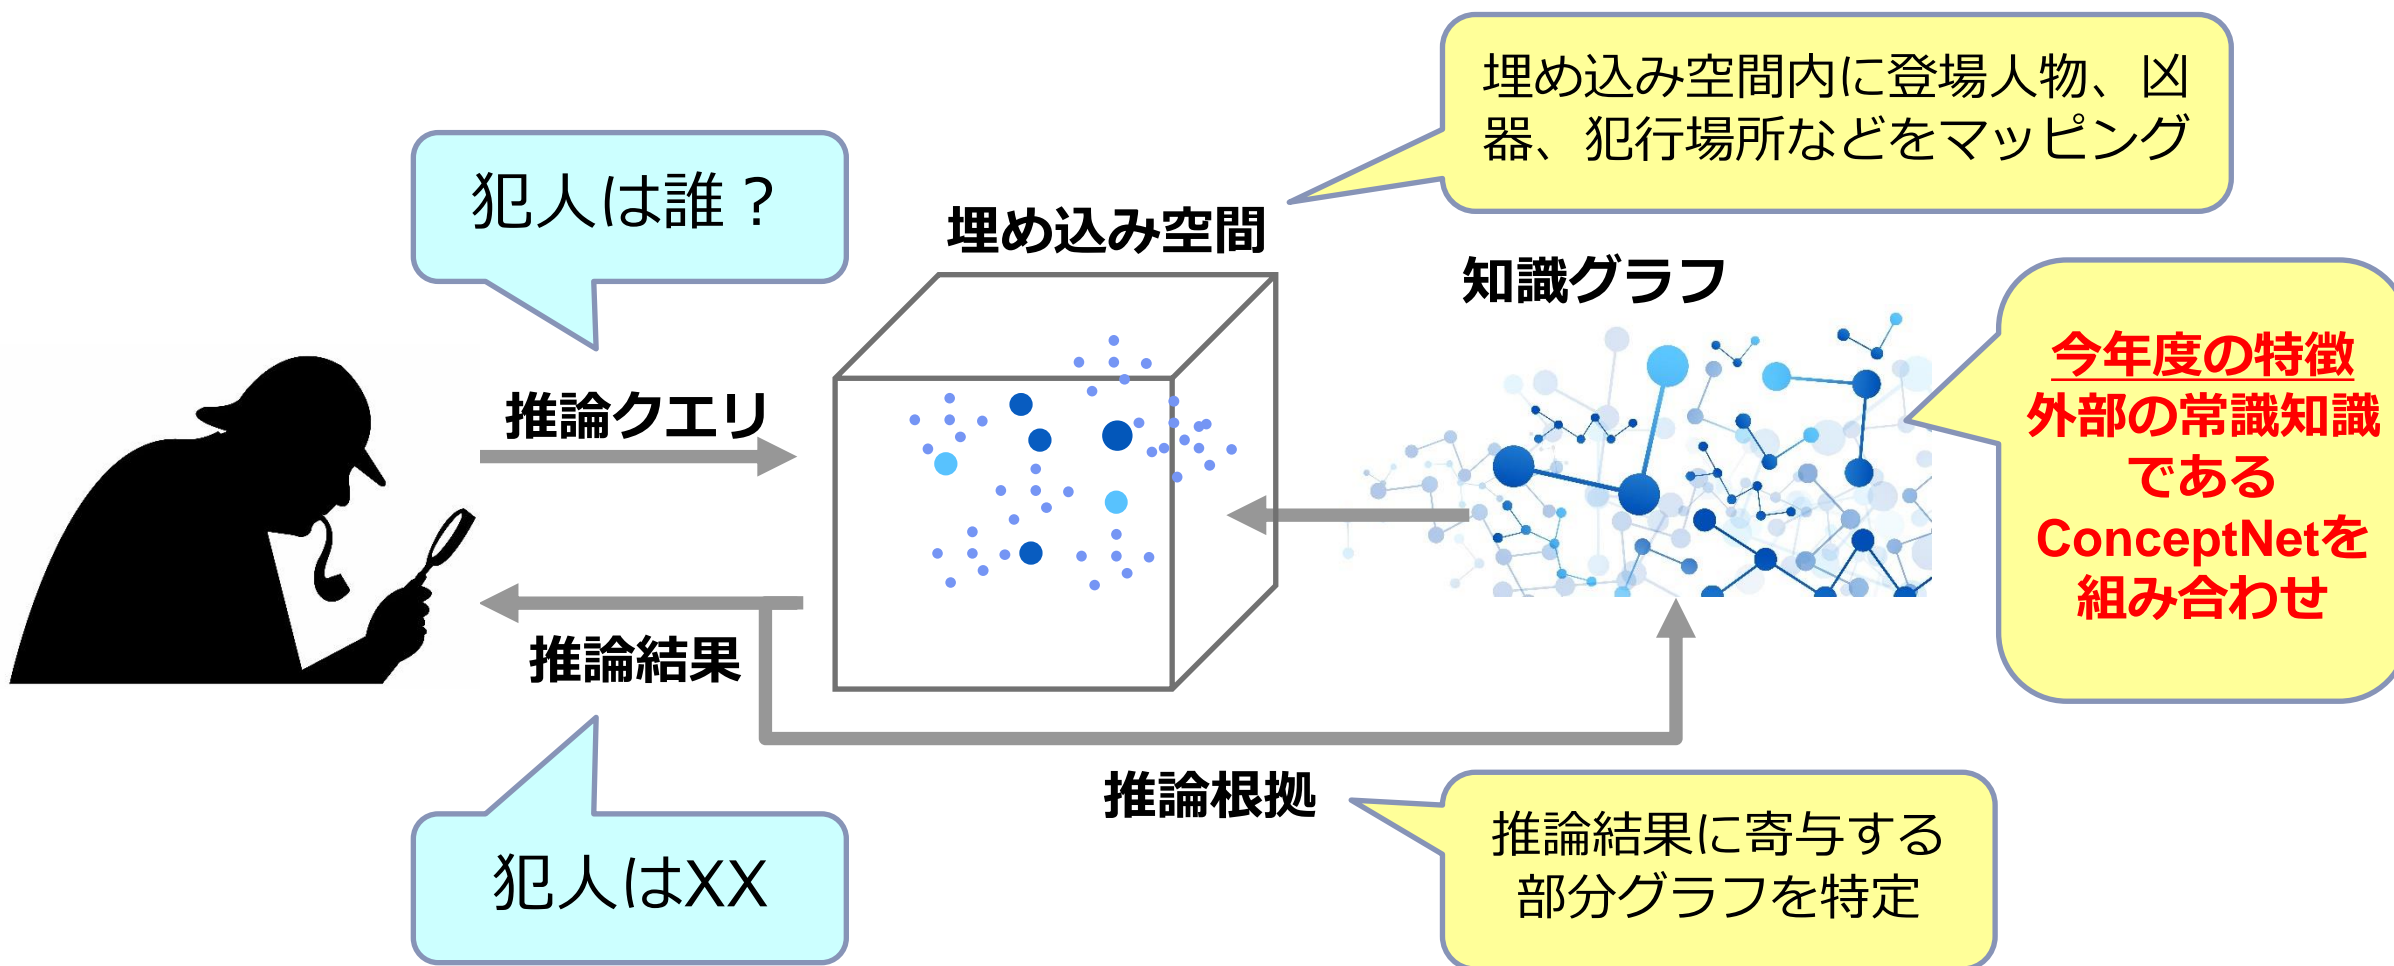 埋め込み空間内に登場人物、凶
器、犯行場所などをマッピング
犯人は誰？
埋め込み空間
知識グラフ
今年度の特徴
外部の常識知識
である
ConceptNetを
組み合わせ
推論クエリ
推論結果
推論根拠
推論結果に寄与する
部分グラフを特定
犯人はXX